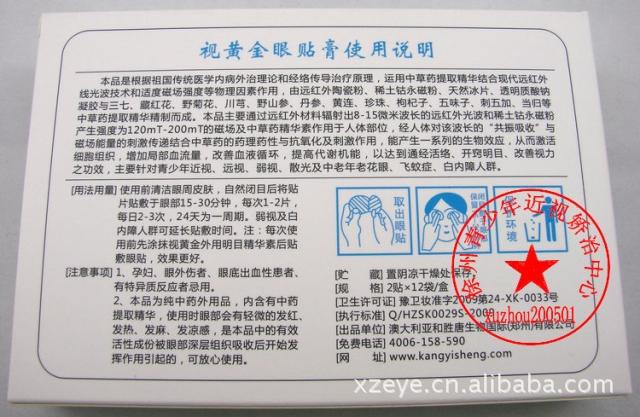 视黄金眼贴膏使用说明
本品是根据祖国传统医学内病外治理论和经络传导治疗原理，运用中草药提取精华结合现代远红外
线光波技术和适度磁场强度等物理因素作用，由远红外陶瓷粉、稀土钴永磁粉、天然冰片、透明质酸钠
凝胶与三七、藏红花、野菊花、川芎、野山参、丹参、黄连、珍珠、枸杞子、五味子、刺五加、当归等
中草药提取精华精制而成。本品主要通过远红外材料辐射出8-15微米波长的远红外光波和稀土钴永磁粉
产生强度为120mT-200mT的磁场及中草药精华素作用于人体部位，经人体对该波长的“共振吸收”与
磁场能量的刺激传递结合中草药的药理药性与抗氧化及刺激作用，能产生一系列的生物效应，从而激活
细胞组织，增加局部血流量，改善血液循环，提高代谢机能，以达到通经活络、开窍明目、改善视力
之功效，主要针对青少年近视、远视、弱视、散光及中老年老花眼、飞蚊症、白内障人群。
[用法用量] 使用前清洁眼周皮肤，自然闭目后将贴
片贴敷于眼部15-30分钟，每次1-2片，
每日2-3次，24天为一周期。弱视及白
内障人群可延长贴敷时间。注：每次使
用前先涂抹视黄金外用明目精华素后贴
敷眼贴，效果更好。
[注意事项] 1、孕妇、眼外伤者、眼底出血性患者、
有特异质反应者忌用。
2、本品为纯中药外用品，内含有中药
提取精华，使用时眼部会有轻微的发红、
发热、发麻、发凉感，是本品中的有效
活性成份被眼部深层组织吸收后开始发
挥作用引起的，可放心使用。
取出眼贴
环境
[贮 藏] 置阴凉干燥处保存。
[规 格] 2贴×12袋/盒
[卫生许可证] 豫卫妆准字2009第24-XK-0033号
[执行标准] Q/HZSK0029S-2009
[出品单位] 澳大利亚和胜唐生物国际(郑州)有限公司
[免费电话] 4006-158-590
[网 址] www.kangyisheng.com
徐州青少年近视矫治中心
xuzhou200501
xzeye.cn.alibaba.com